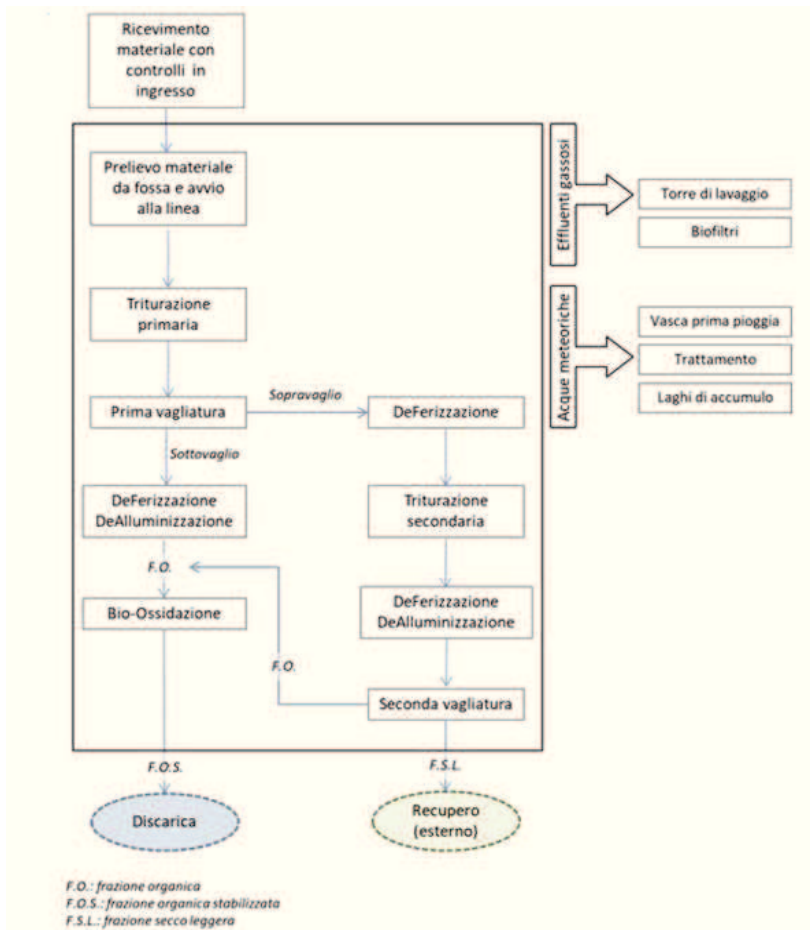 Ricevimento
materiale con
controlli in
ingresso
Prelievo materiale
da fossa e avvio
alla linea
Triturazione
primaria
Prima vagliatura
Sopravaglio
DeFerizzazione
Sottovaglio
DeFerizzazione
DeAlluminizzazione
Triturazione
secondaria
F.O.
Bio-Ossidazione
DeFerizzazione
DeAlluminizzazione
F.O.
Seconda vagliatura
F.O.S.
F.S.L.
Discarica
Recupero
(esterno)
Effluenti gassosi
Torre di lavaggio
Biofiltri
Acque meteoriche
Vasca prima pioggia
Trattamento
Laghi di accumulo
F.O.: frazione organica
F.O.S.: frazione organica stabilizzata
F.S.L.: frazione secco leggera